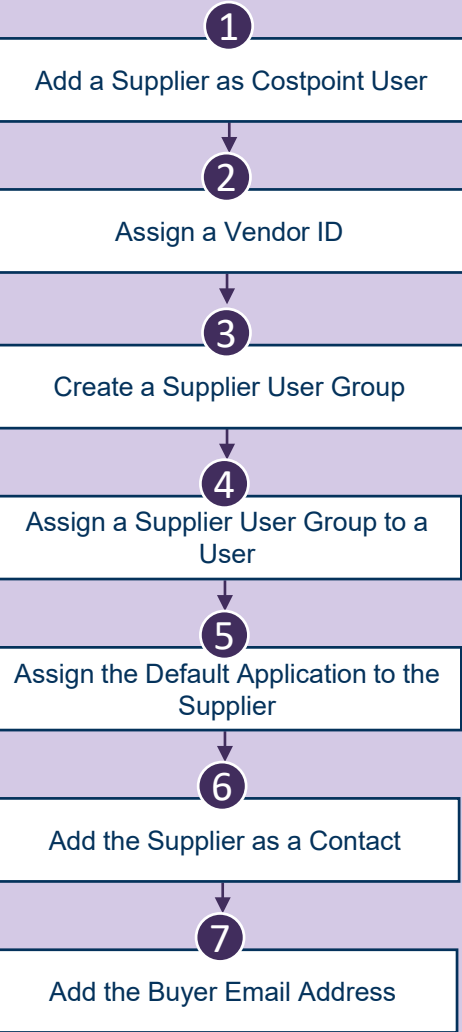 1
Add a Supplier as Costpoint User
2
Assign a Vendor ID
3
Create a Supplier User Group
4
Assign a Supplier User Group to a
User
5
Assign the Default Application to the
Supplier
6
Add the Supplier as a Contact
7
Add the Buyer Email Address